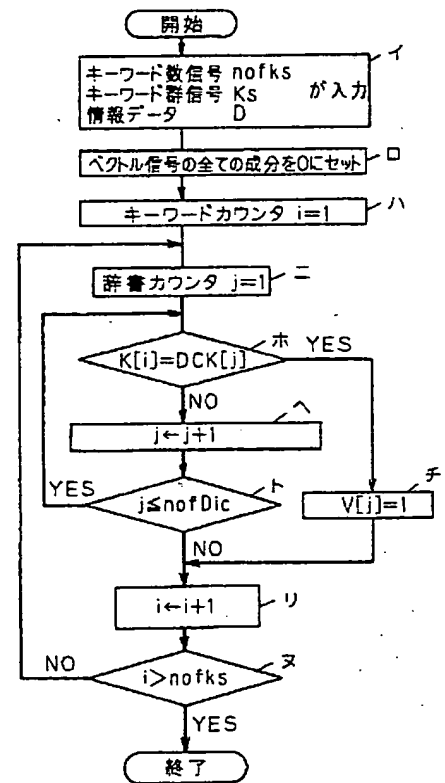 開始
イ
キーワード数信号 nofks
キーワード群信号 Ks が入力
情報データ D
ロ
ベクトル信号の全ての成分を0にセット
ハ
キーワードカウンタ i=1
ニ
辞書カウンタ j=1
ホ
K[i]=DCK[j]
YES
NO
ヘ
j←j+1
ト
YES
j≤nofDic
チ
V[j]=1
NO
リ
i←i+1
ヌ
NO
i>nofks
YES
終了